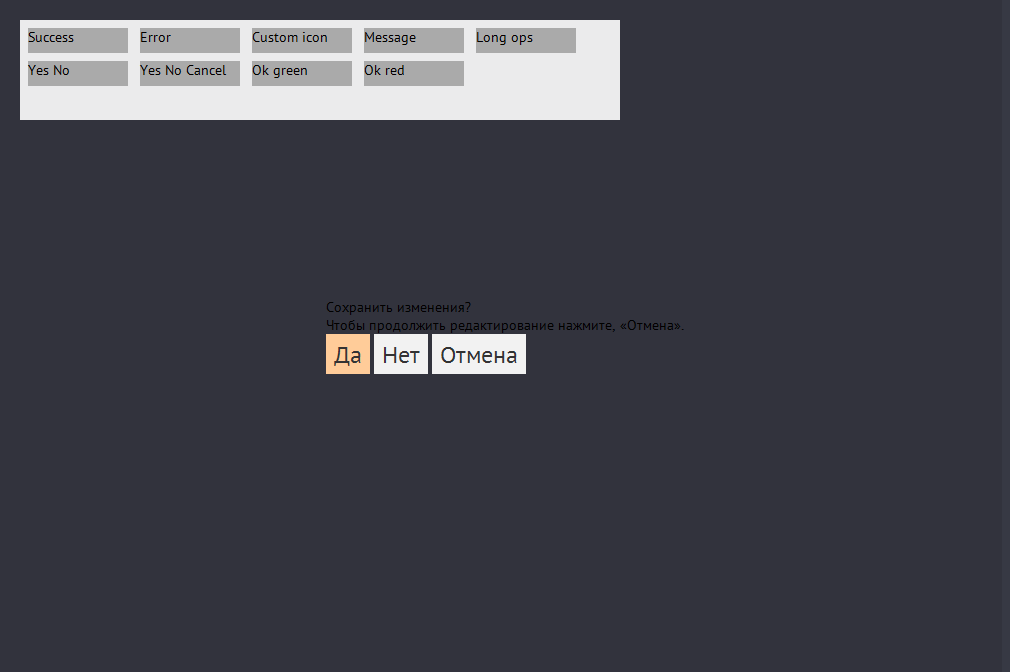 Success Error Custom icon Message Long ops
Yes No Yes No Cancel Ok green Ok red
Сохранить изменения?
Чтобы продолжить редактирование нажмите, «Отмена».
Да Нет Отмена